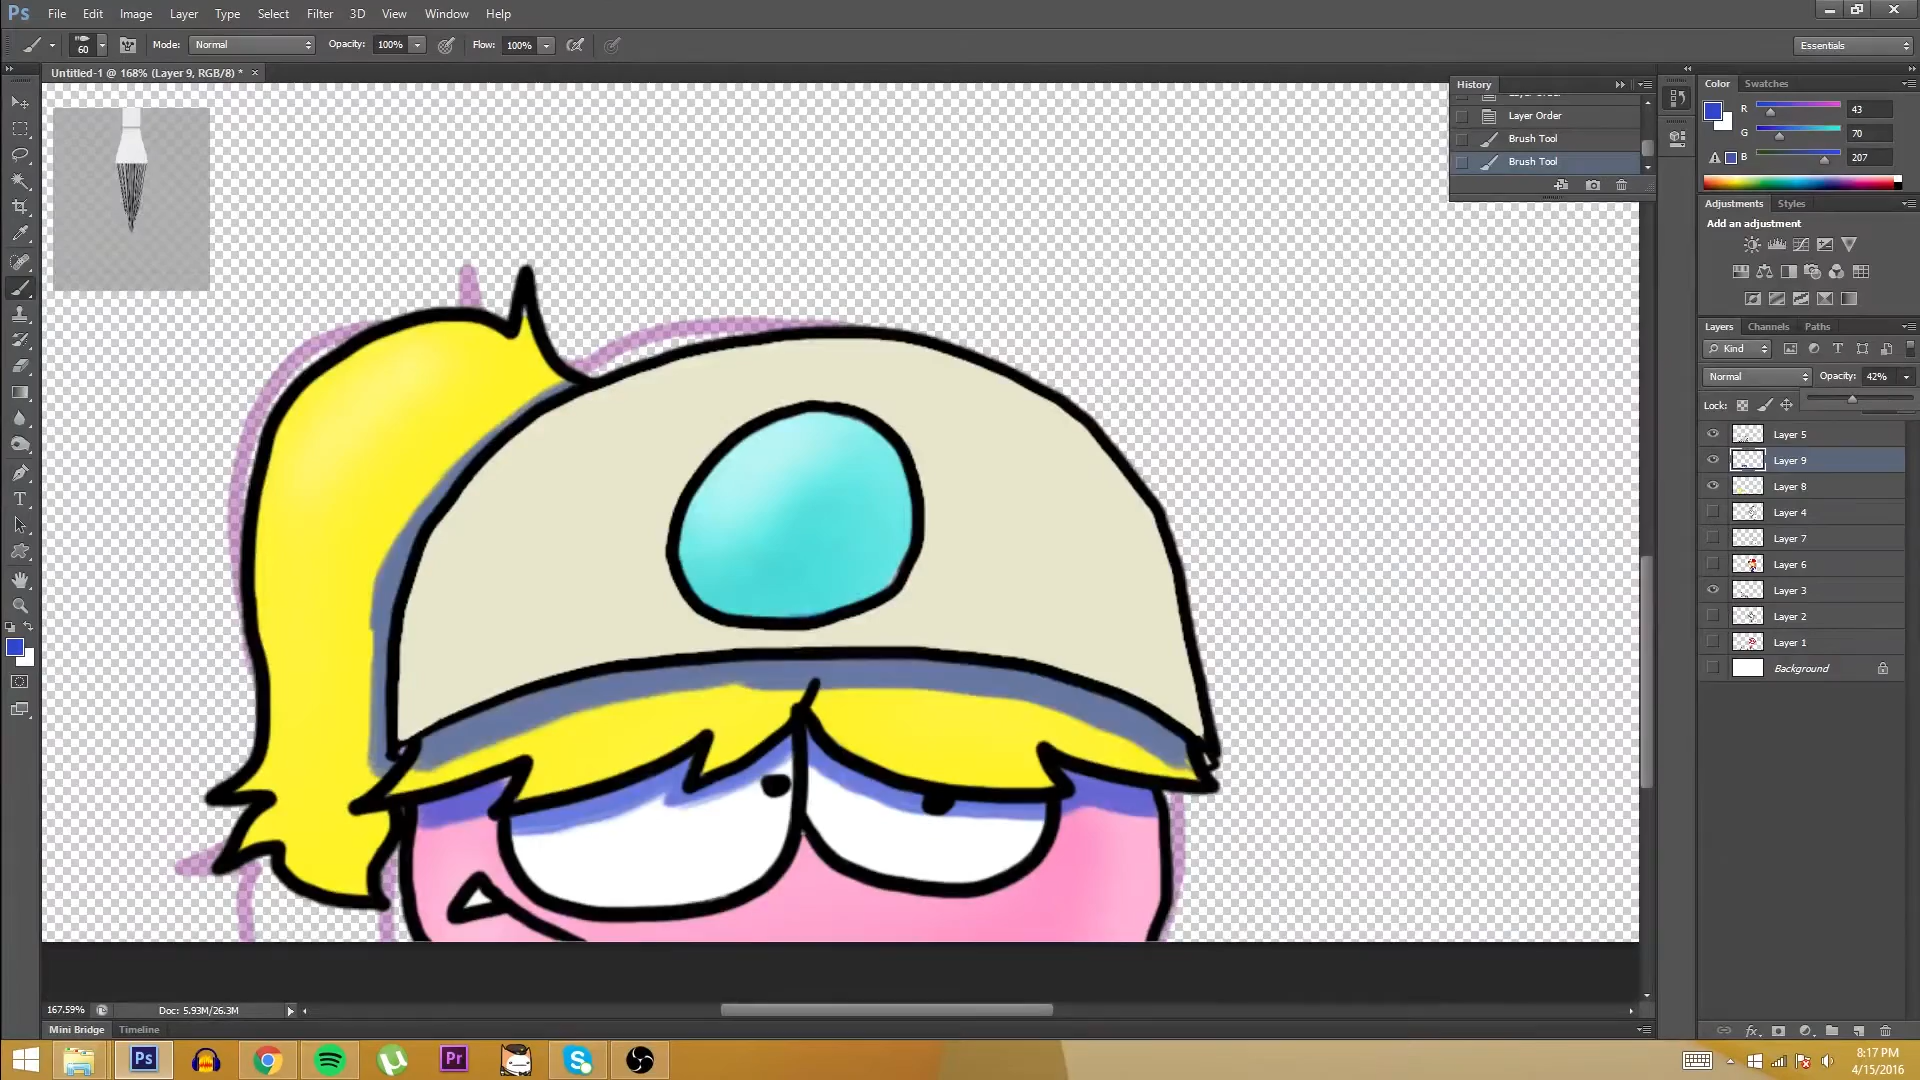 Ps File Edit Image Layer Type Select Filter 3D View Window Help
60 Mode: Normal Opacity: 100% Flow: 100% Essentials
Untitled-1 @ 168% (Layer 9, RGB/8) * ×
History
Layer Order
Brush Tool
Brush Tool
Color Swatches
R 43
G 70
B 207
Adjustments Styles
Add an adjustment
Layers Channels Paths
Kind
Normal Opacity: 42%
Lock:
Layer 5
Layer 9
Layer 8
Layer 4
Layer 7
Layer 6
Layer 3
Layer 2
Layer 1
Background
167.59% Doc: 5.93M/26.3M
Mini Bridge Timeline
Ps Pr
8:17 PM
4/15/2016